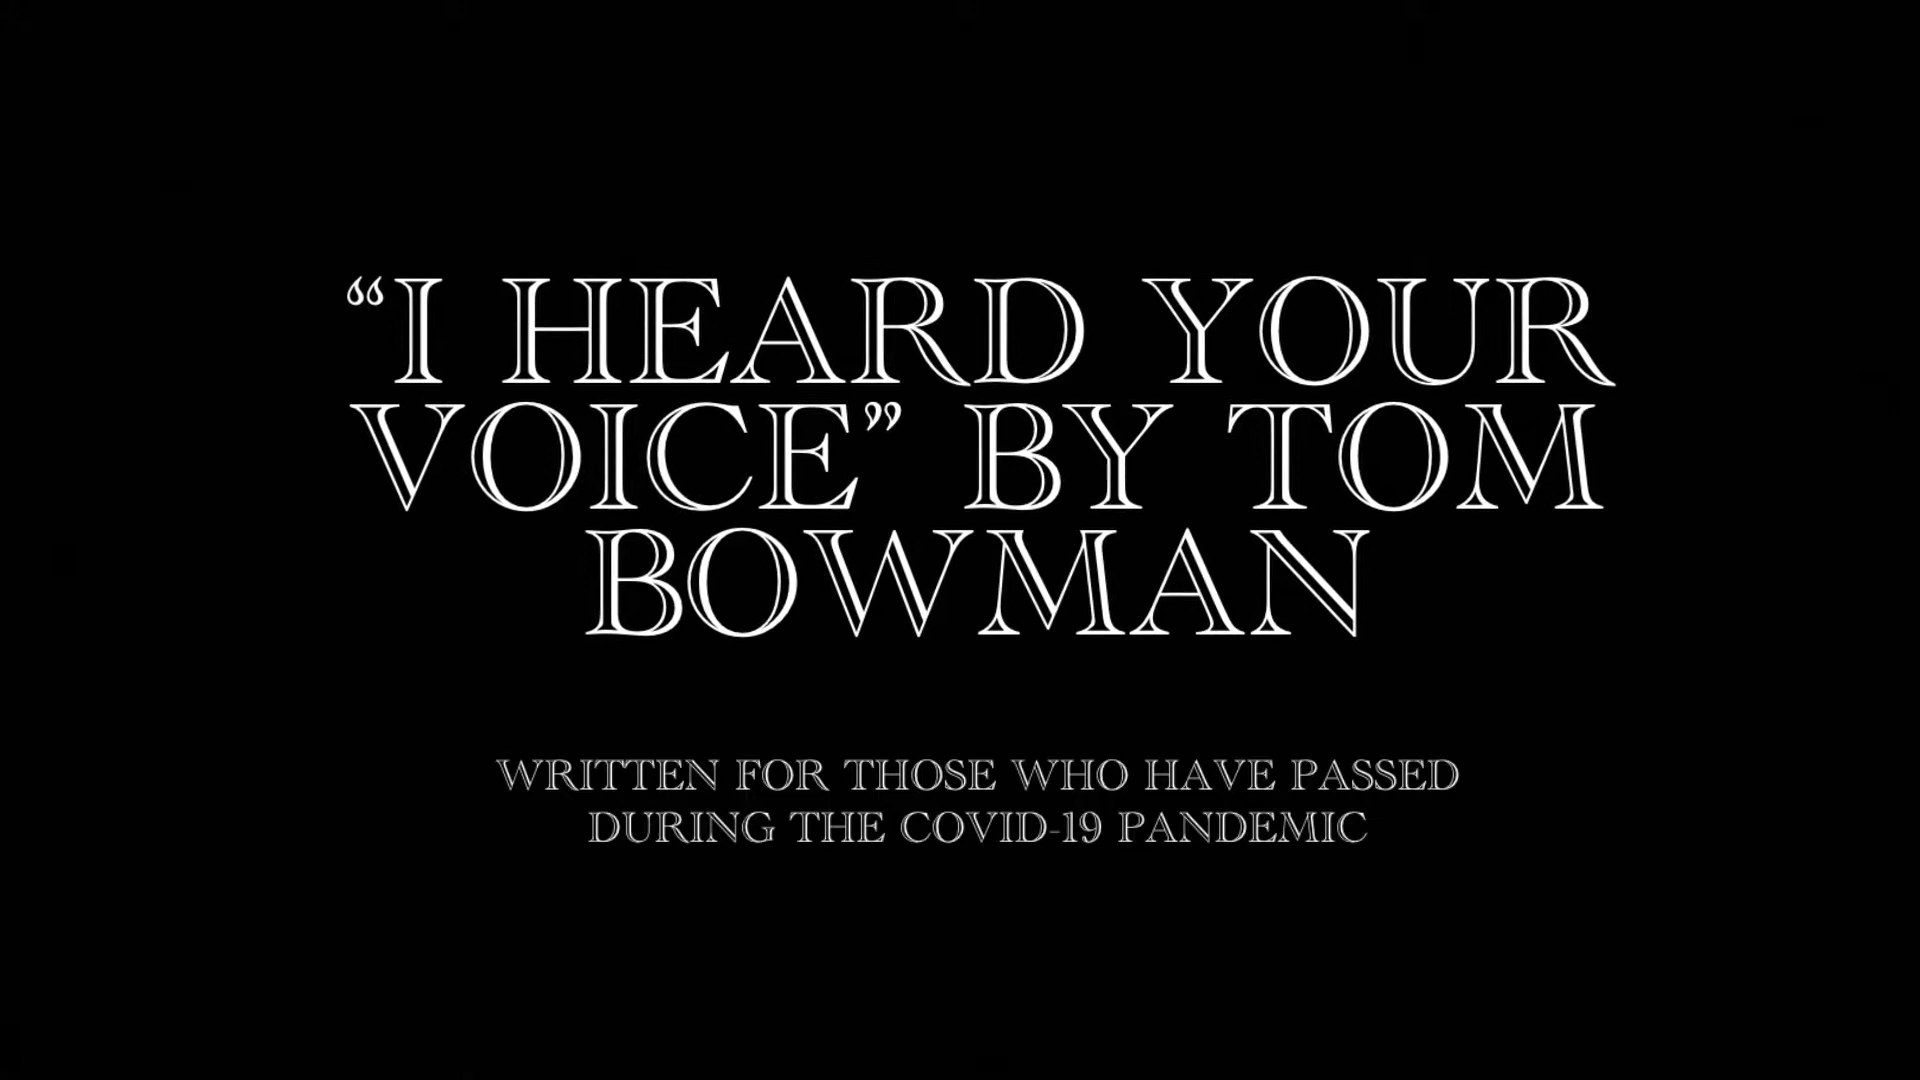 “I HEARD YOUR
VOICE” BY TOM
BOWMAN
WRITTEN FOR THOSE WHO HAVE PASSED
DURING THE COVID-19 PANDEMIC